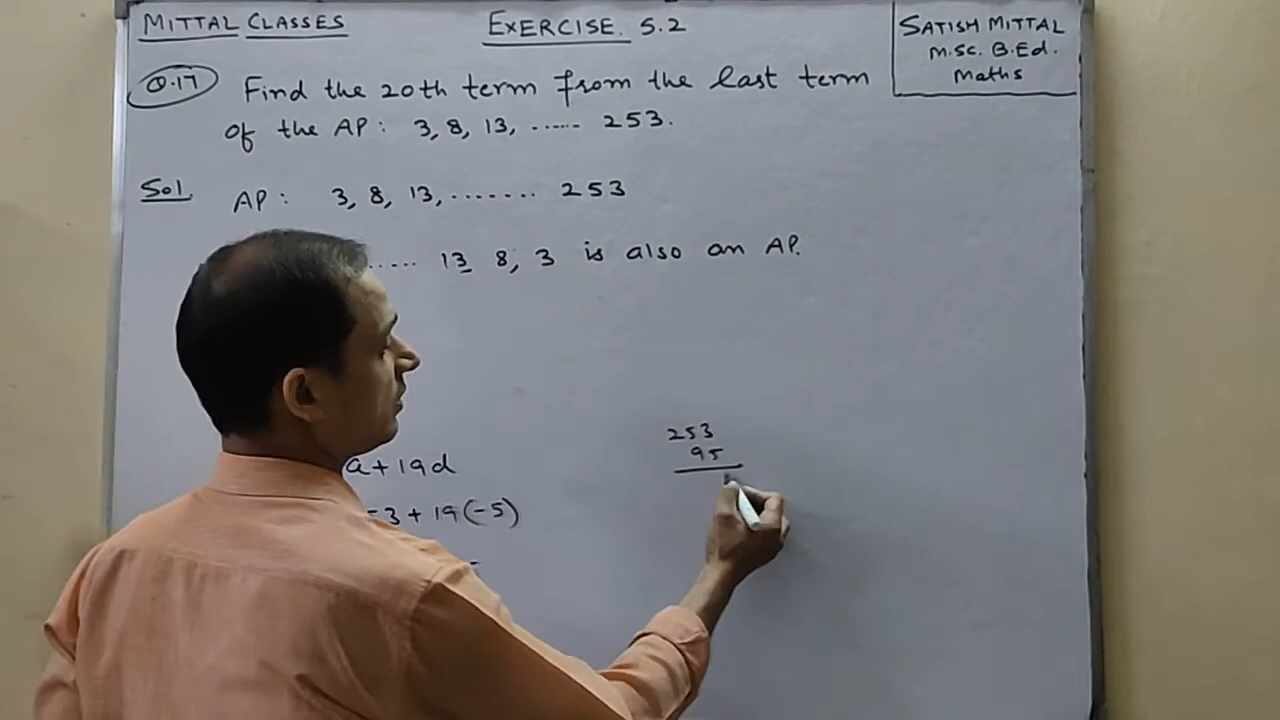 MITTAL CLASSES
EXERCISE. 5.2
SATISH MITTAL
M.Sc. B.Ed.
Maths
Q.17 Find the 20th term from the last term
of the AP: 3, 8, 13, ...... 253.
Sol. AP: 3, 8, 13, ....... 253
..... 13 8, 3 is also an AP.
a+19d
3+19(-5)
253
95